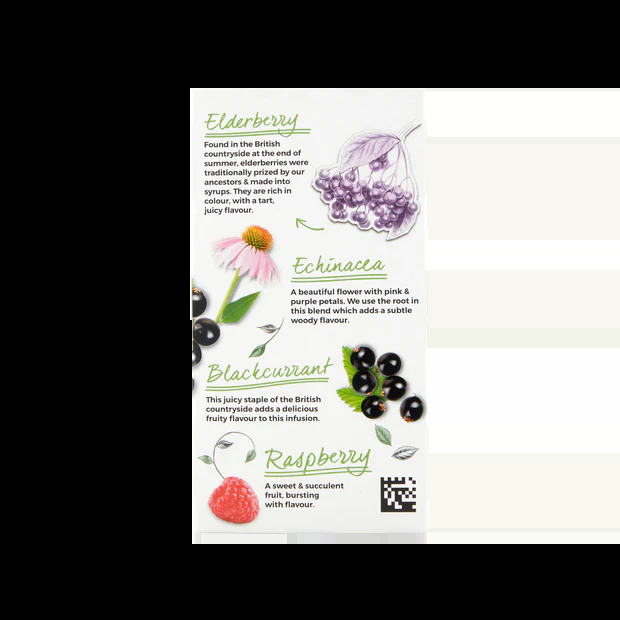 Elderberry
Found in the British
countryside at the end of
summer, elderberries were
traditionally prized by our
ancestors & made into
syrups. They are rich in
colour, with a tart,
juicy flavour.
Echinacea
A beautiful flower with pink &
purple petals. We use the root in
this blend which adds a subtle
woody flavour.
Blackcurrant
This juicy staple of the British
countryside adds a delicious
fruity flavour to this infusion.
Raspberry
A sweet & succulent
fruit, bursting
with flavour.